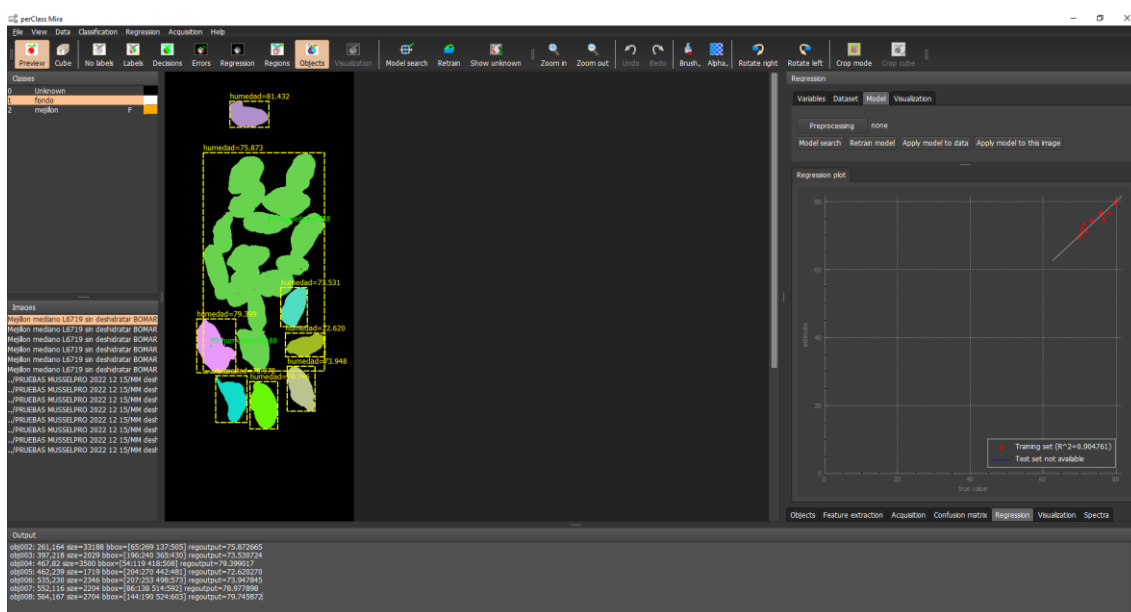 perClass Mira
File View Data Classification Regression Acquisition Help
Preview Cube No labels Labels Decisions Errors Regression Regions Objects Visualization Model search Retrain Show unknown Zoom in Zoom out Undo Redo Brush.. Alpha.. Rotate right Rotate left Crop mode Crop cube
Classes
0 Unknown
1 fondo
2 mejillon F
Images
Mejillon mediano L6719 sin deshidratar BOMAR
Mejillon mediano L6719 sin deshidratar BOMAR
Mejillon mediano L6719 sin deshidratar BOMAR
Mejillon mediano L6719 sin deshidratar BOMAR
Mejillon mediano L6719 sin deshidratar BOMAR
Mejillon mediano L6719 sin deshidratar BOMAR
../PRUEBAS MUSSELPRO 2022 12 15/MM desh
../PRUEBAS MUSSELPRO 2022 12 15/MM desh
../PRUEBAS MUSSELPRO 2022 12 15/MM desh
../PRUEBAS MUSSELPRO 2022 12 15/MM desh
../PRUEBAS MUSSELPRO 2022 12 15/MM desh
../PRUEBAS MUSSELPRO 2022 12 15/MM desh
../PRUEBAS MUSSELPRO 2022 12 15/MM desh
../PRUEBAS MUSSELPRO 2022 12 15/MM desh
humedad=81.432
humedad=75.873
humedad=73.531
humedad=79.399
humedad=72.620
humedad=73.948
Regression
Variables Dataset Model Visualization
Preprocessing none
Model search Retrain model Apply model to data Apply model to this image
Regression plot
80
60
40
20
0
estimate
0 20 40 60 80
true value
Training set (R^2=0.904761)
Test set not available
Objects Feature extraction Acquisition Confusion matrix Regression Visualization Spectra
Output
obj002: 261,164 size=33188 bbox=[65:269 137:505] regoutput=75.872665
obj003: 397,218 size=2029 bbox=[196:240 365:430] regoutput=73.530724
obj004: 467,82 size=3500 bbox=[54:119 418:508] regoutput=79.399017
obj005: 462,239 size=1719 bbox=[204:270 442:481] regoutput=72.620270
obj006: 535,230 size=2346 bbox=[207:253 498:573] regoutput=73.947845
obj007: 552,116 size=2204 bbox=[86:138 514:592] regoutput=78.977898
obj008: 564,167 size=2704 bbox=[144:190 524:603] regoutput=79.745872